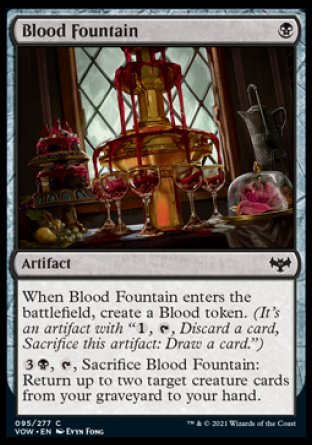 Blood Fountain
Artifact
When Blood Fountain enters the
battlefield, create a Blood token. (It's
an artifact with “1, , Discard a card,
Sacrifice this artifact: Draw a card.”)
3 , , Sacrifice Blood Fountain:
Return up to two target creature cards
from your graveyard to your hand.
095/277 C
VOW • EN Evyn Fong
™ & © 2021 Wizards of the Coast